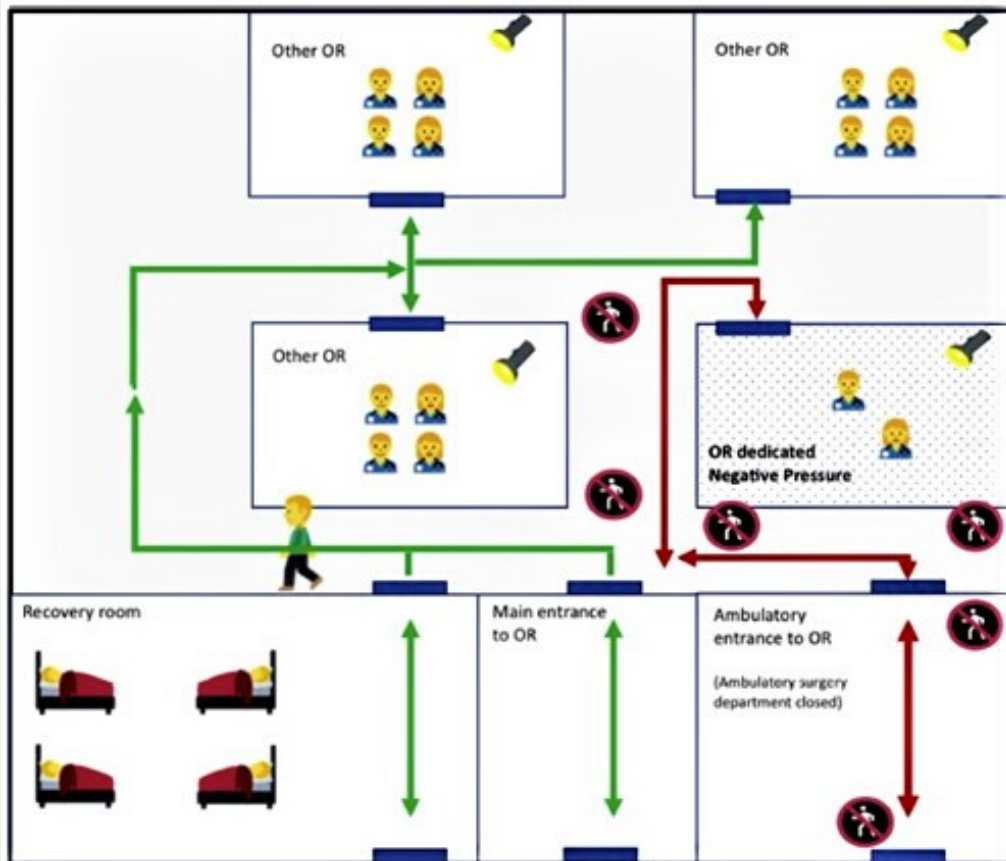 Other OR
Other OR
Other OR
OR dedicated
Negative Pressure
Recovery room
Main entrance
to OR
Ambulatory
entrance to OR
(Ambulatory surgery
department closed)